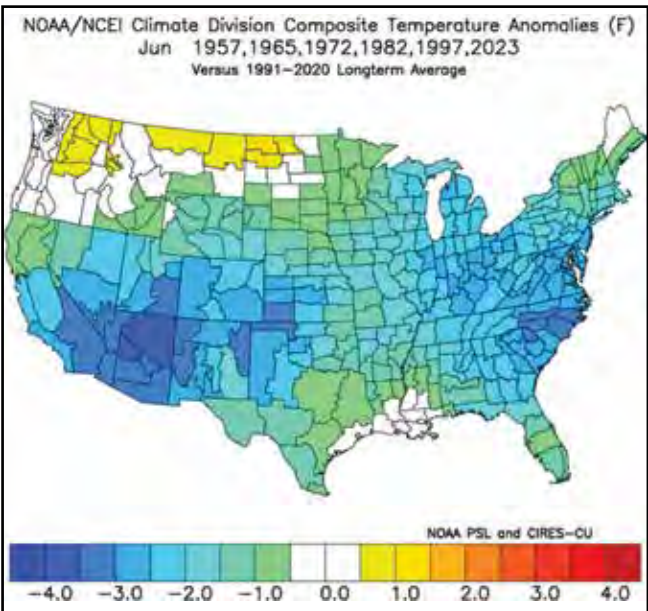 NOAA/NCEI Climate Division Composite Temperature Anomalies (F)
Jun 1957,1965,1972,1982,1997,2023
Versus 1991–2020 Longterm Average
NOAA PSL and CIRES–CU
−4.0 −3.0 −2.0 −1.0 0.0 1.0 2.0 3.0 4.0